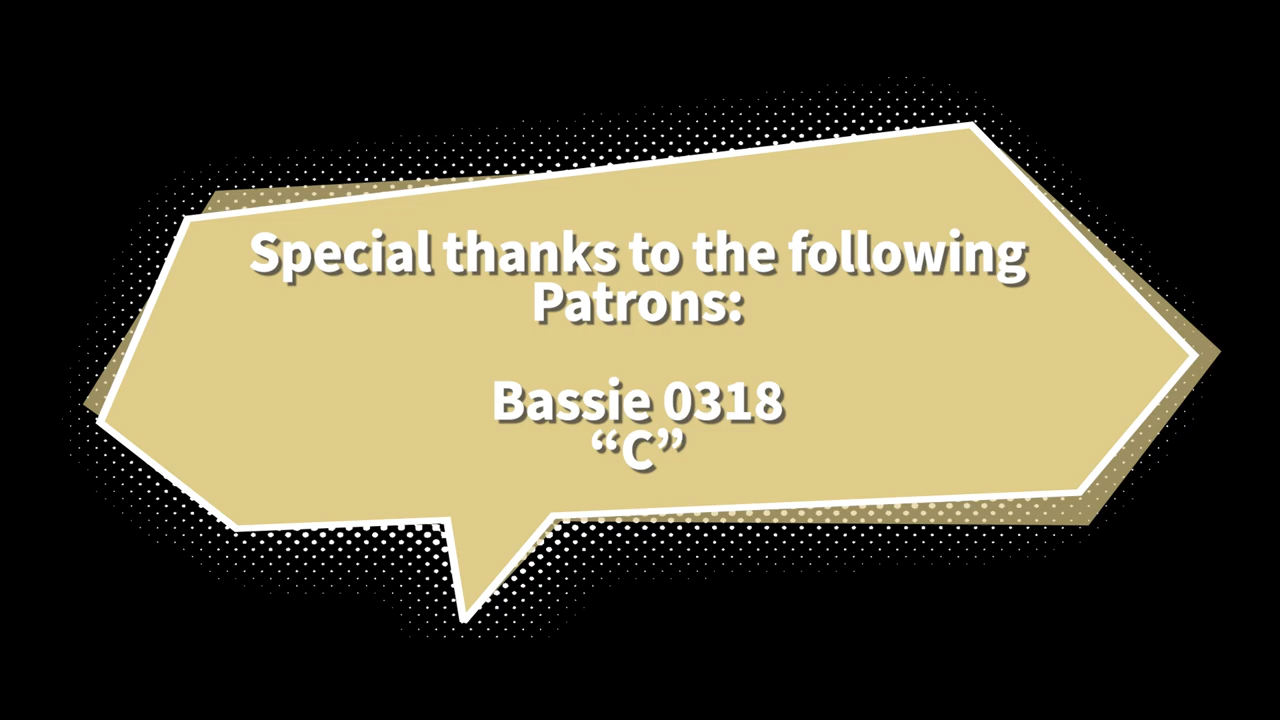 Special thanks to the following
Patrons:
Bassie 0318
“C”